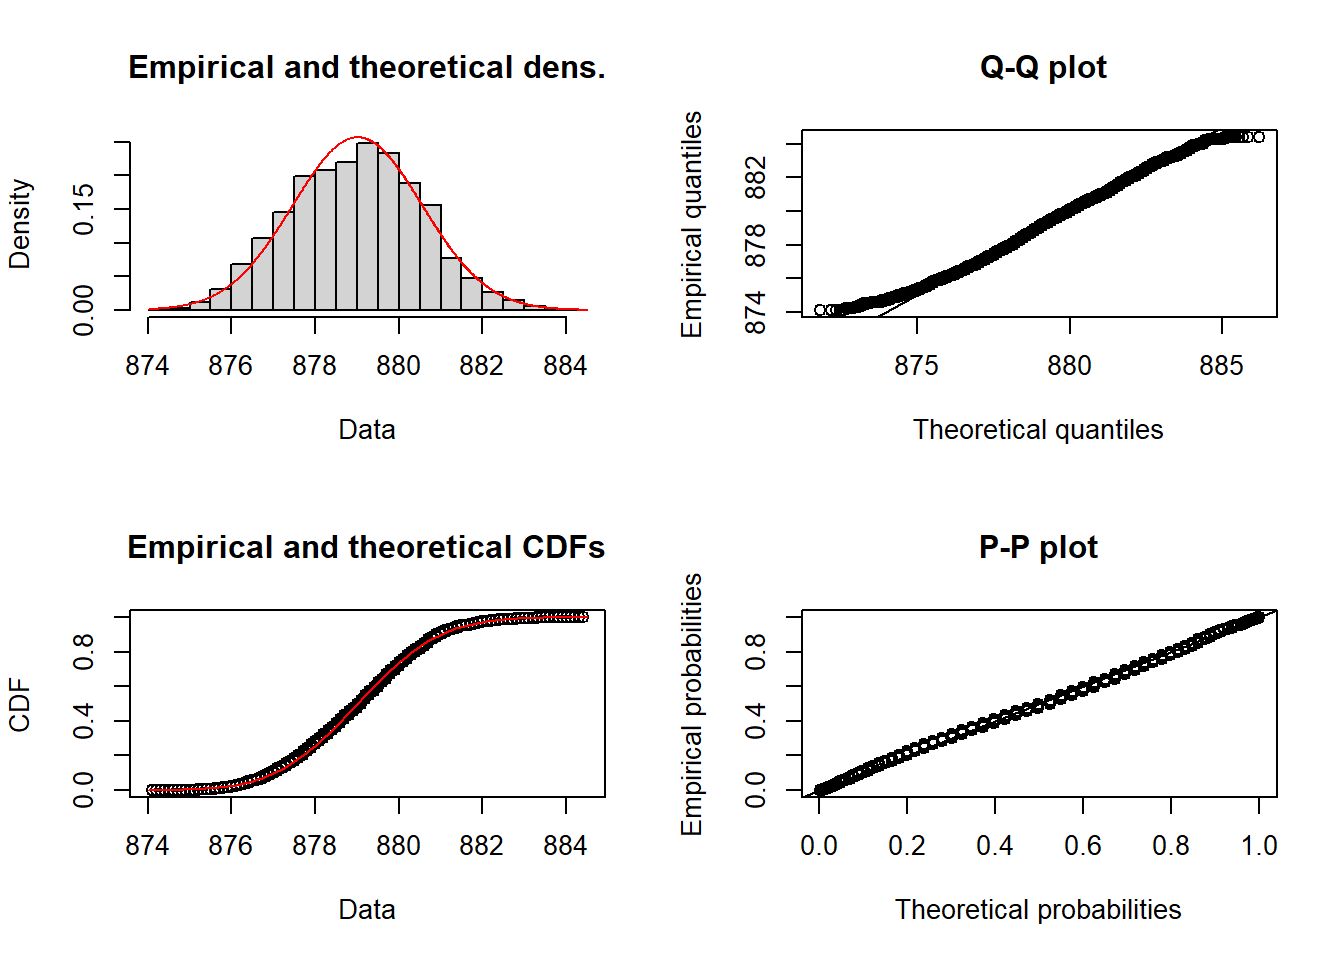 Empirical and theoretical dens.
Density
0.00
0.15
874
876
878
880
882
884
Data
Q-Q plot
Empirical quantiles
874
878
882
875
880
885
Theoretical quantiles
Empirical and theoretical CDFs
CDF
0.0
0.4
0.8
874
876
878
880
882
884
Data
P-P plot
Empirical probabilities
0.0
0.4
0.8
0.0
0.2
0.4
0.6
0.8
1.0
Theoretical probabilities